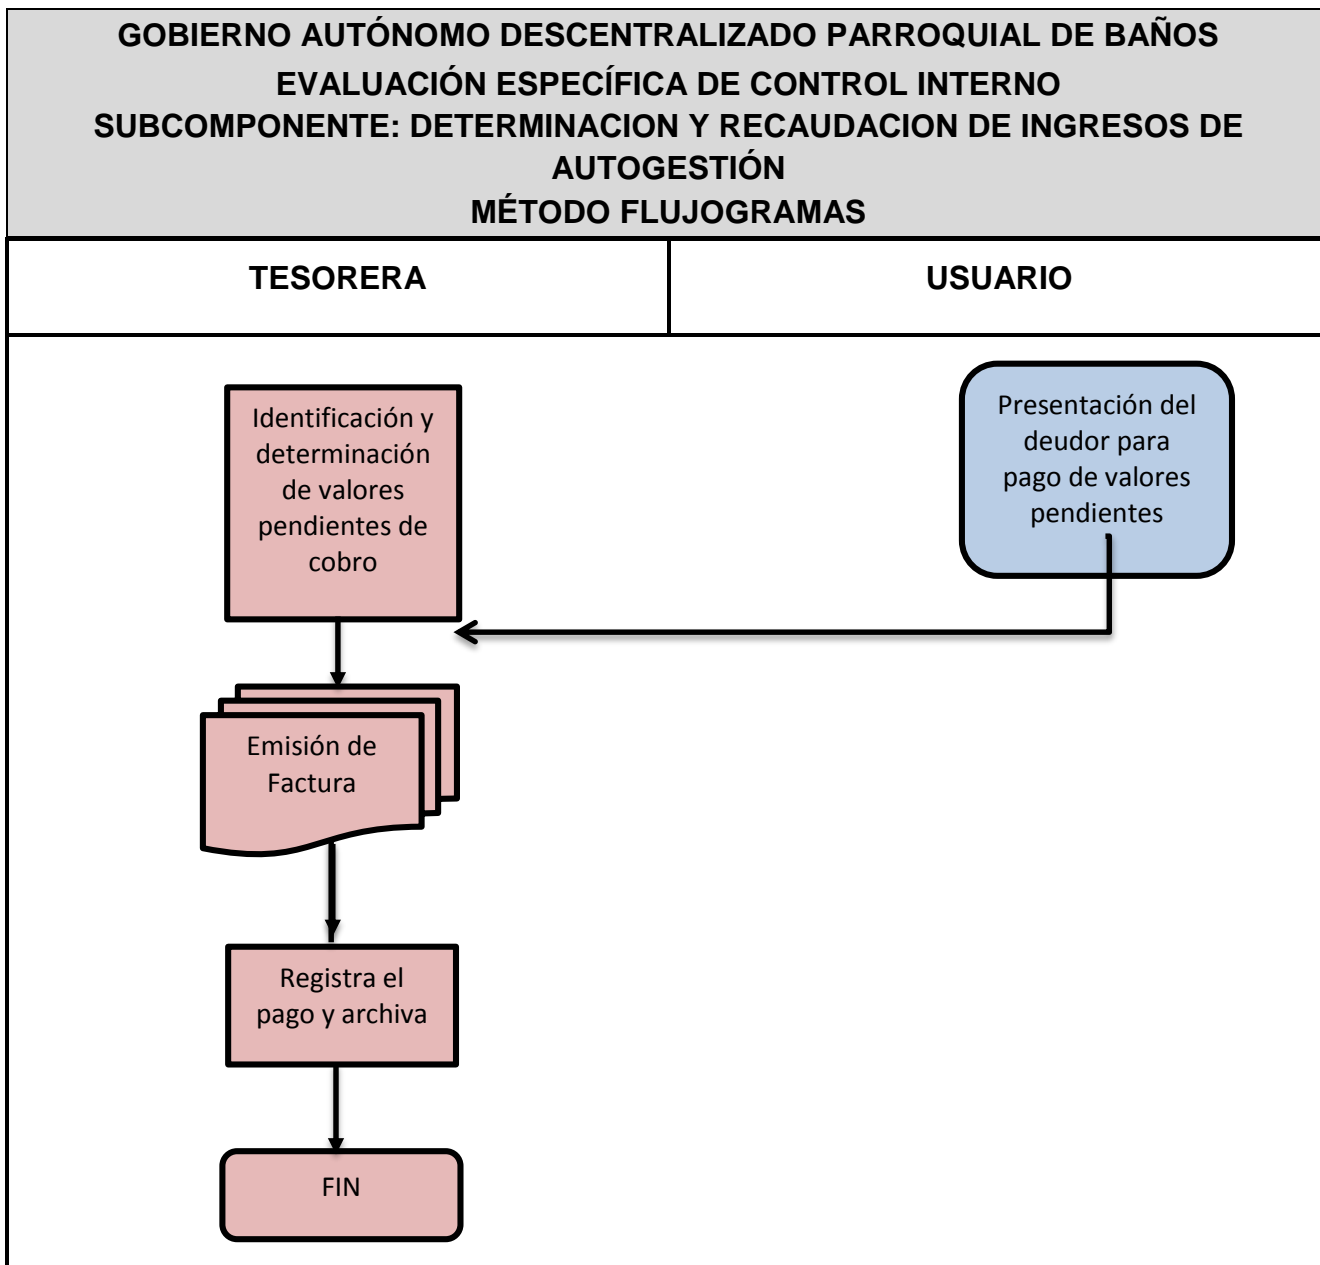 GOBIERNO AUTÓNOMO DESCENTRALIZADO PARROQUIAL DE BAÑOS
EVALUACIÓN ESPECÍFICA DE CONTROL INTERNO
SUBCOMPONENTE: DETERMINACION Y RECAUDACION DE INGRESOS DE
AUTOGESTIÓN
MÉTODO FLUJOGRAMAS
TESORERA
USUARIO
Identificación y
determinación
de valores
pendientes de
cobro
Presentación del
deudor para
pago de valores
pendientes
Emisión de
Factura
Registra el
pago y archiva
FIN